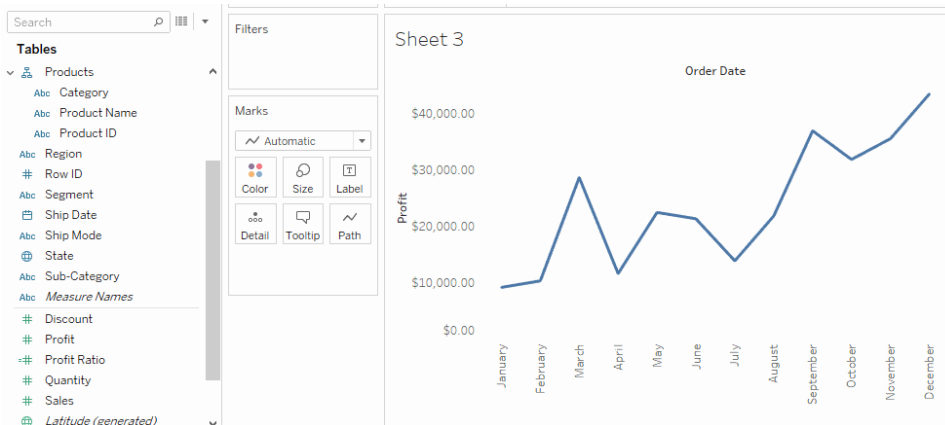 Search
Tables
Products
Abc Category
Abc Product Name
Abc Product ID
Abc Region
# Row ID
Abc Segment
Ship Date
Abc Ship Mode
State
Abc Sub-Category
Abc Measure Names
# Discount
# Profit
=# Profit Ratio
# Quantity
# Sales
Latitude (generated)
Filters
Marks
Automatic
Color
Size
T
Label
Detail
Tooltip
Path
Sheet 3
Order Date
Profit
$40,000.00
$30,000.00
$20,000.00
$10,000.00
$0.00
January
February
March
April
May
June
July
August
September
October
November
December